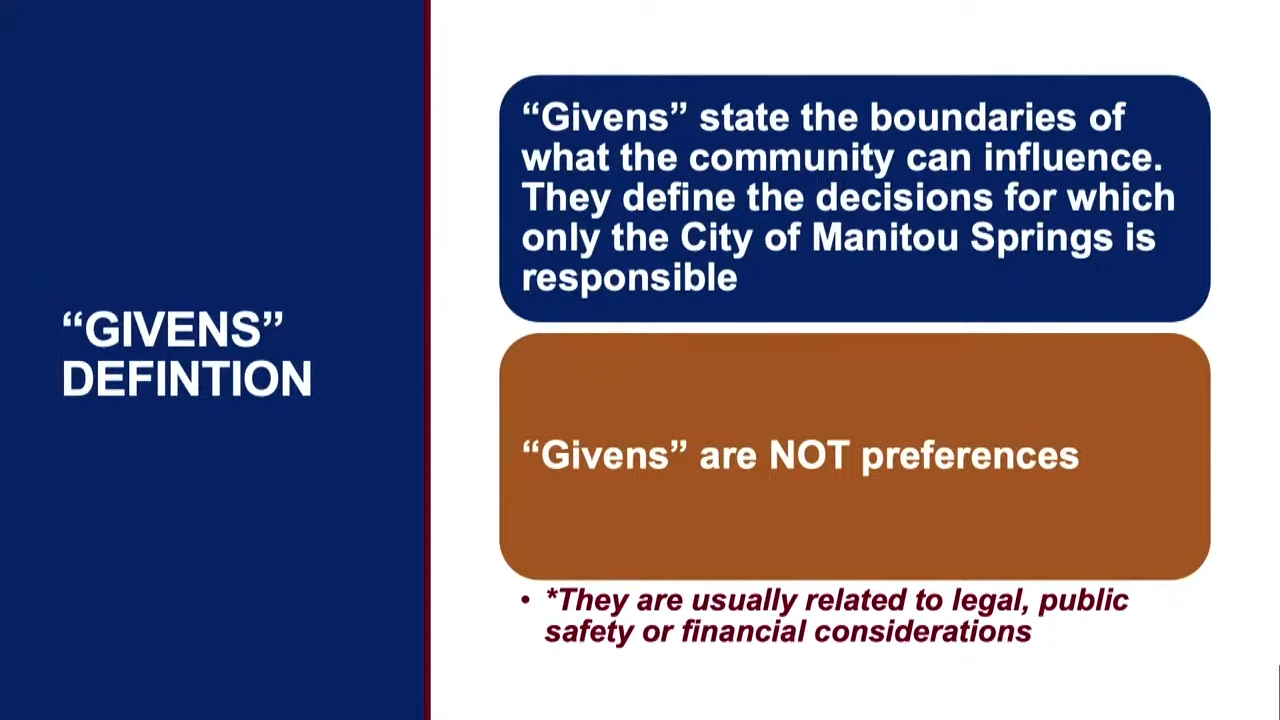 “GIVENS”
DEFINTION
“Givens” state the boundaries of
what the community can influence.
They define the decisions for which
only the City of Manitou Springs is
responsible
“Givens” are NOT preferences
• *They are usually related to legal, public
safety or financial considerations